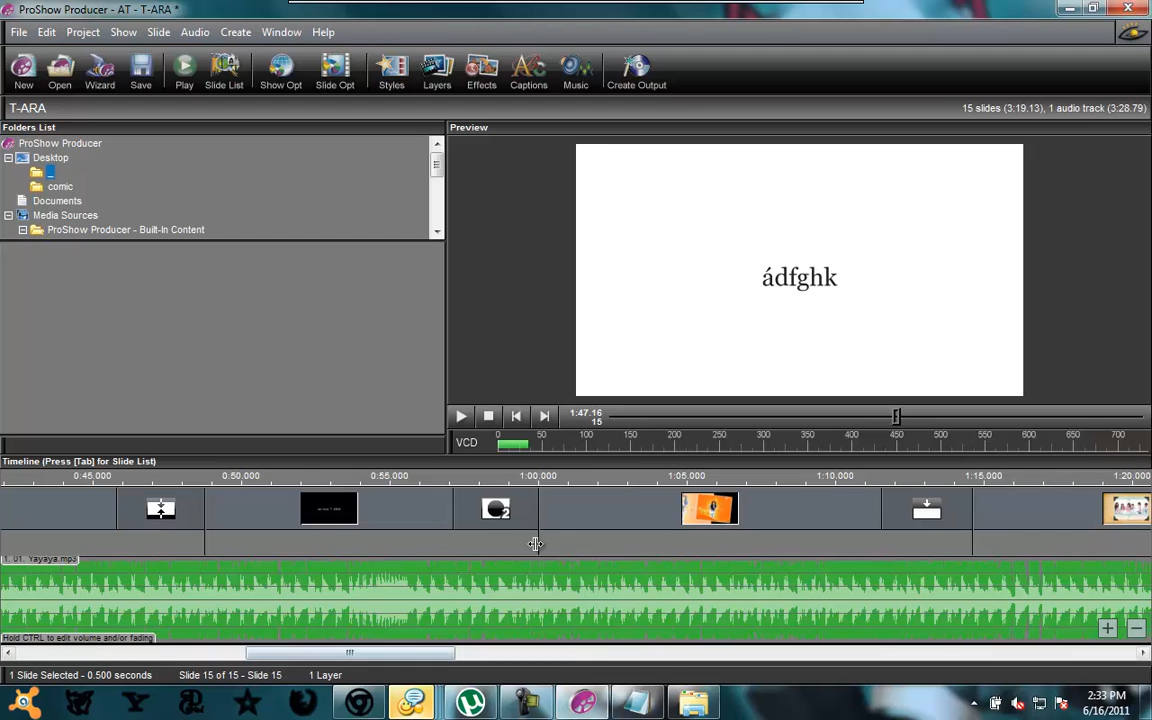 ProShow Producer - AT - T-ARA *
File Edit Project Show Slide Audio Create Window Help
New Open Wizard Save Play Slide List Show Opt Slide Opt Styles Layers Effects Captions Music Create Output
T-ARA
15 slides (3:19.13), 1 audio track (3:28.79)
Folders List
Preview
ProShow Producer
Desktop
_
comic
Documents
Media Sources
ProShow Producer - Built-In Content
ádfghk
1:47.16
15
VCD
0 50 100 150 200 250 300 350 400 450 500 550 600 650 700
Timeline (Press [Tab] for Slide List)
0:45.000 0:50.000 0:55.000 1:00.000 1:05.000 1:10.000 1:15.000 1:20.000
2
1. 01. Yayaya.mp3
Hold CTRL to edit volume and/or fading
1 Slide Selected - 0.500 seconds
Slide 15 of 15 - Slide 15
1 Layer
2:33 PM
6/16/2011